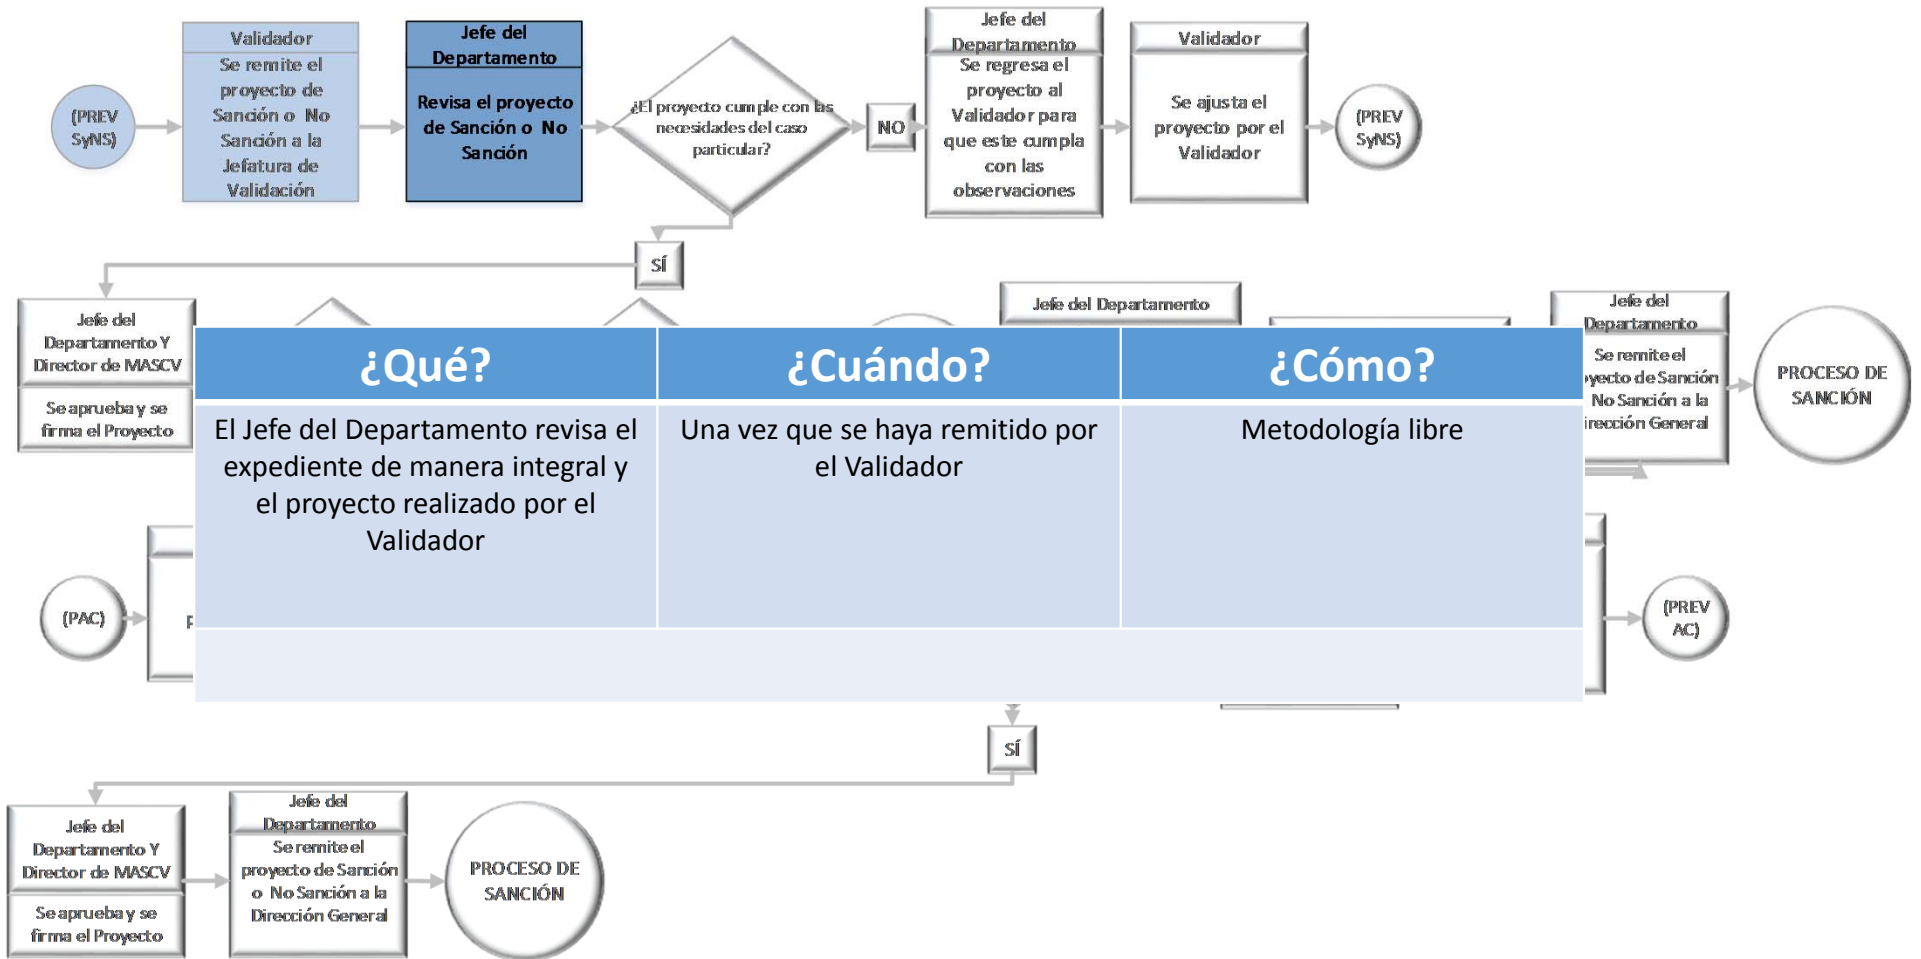 (PREV
SyNS)
Validador
Se remite el
proyecto de
Sanción o No
Sanción a la
Jefatura de
Validación
Jefe del
Departamento
Revisa el proyecto
de Sanción o No
Sanción
¿El proyecto cumple con las
necesidades del caso
particular?
NO
Jefe del
Departamento
Se regresa el
proyecto al
Validador para
que este cumpla
con las
observaciones
Validador
Se ajusta el
proyecto por el
Validador
(PREV
SyNS)
SÍ
Jefe del
Departamento Y
Director de MASCV
Se aprueba y se
firma el Proyecto
Jefe del Departamento
Jefe del
Departamento
Se remite el
yecto de Sanción
No Sanción a la
irección General
PROCESO DE
SANCIÓN
¿Qué?
¿Cuándo?
¿Cómo?
El Jefe del Departamento revisa el
expediente de manera integral y
el proyecto realizado por el
Validador
Una vez que se haya remitido por
el Validador
Metodología libre
(PAC)
(PREV
AC)
SÍ
Jefe del
Departamento Y
Director de MASCV
Se aprueba y se
firma el Proyecto
Jefe del
Departamento
Se remite el
proyecto de Sanción
o No Sanción a la
Dirección General
PROCESO DE
SANCIÓN